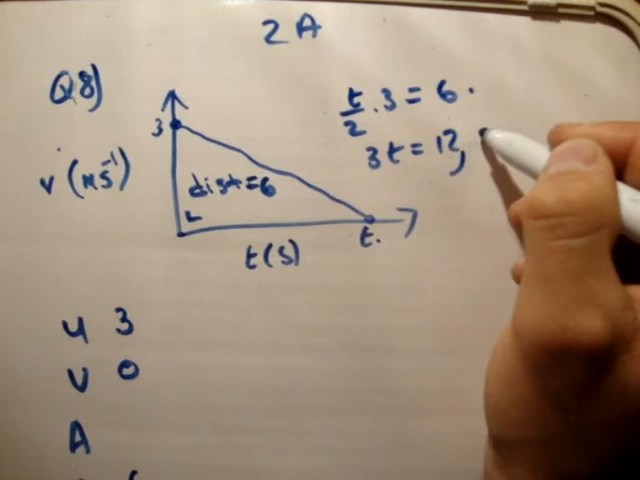 2A
Q8)
t/2 . 3 = 6 .
3t = 12,
3
v (ms⁻¹)
dist = 6
t.
t(s)
u 3
v 0
A